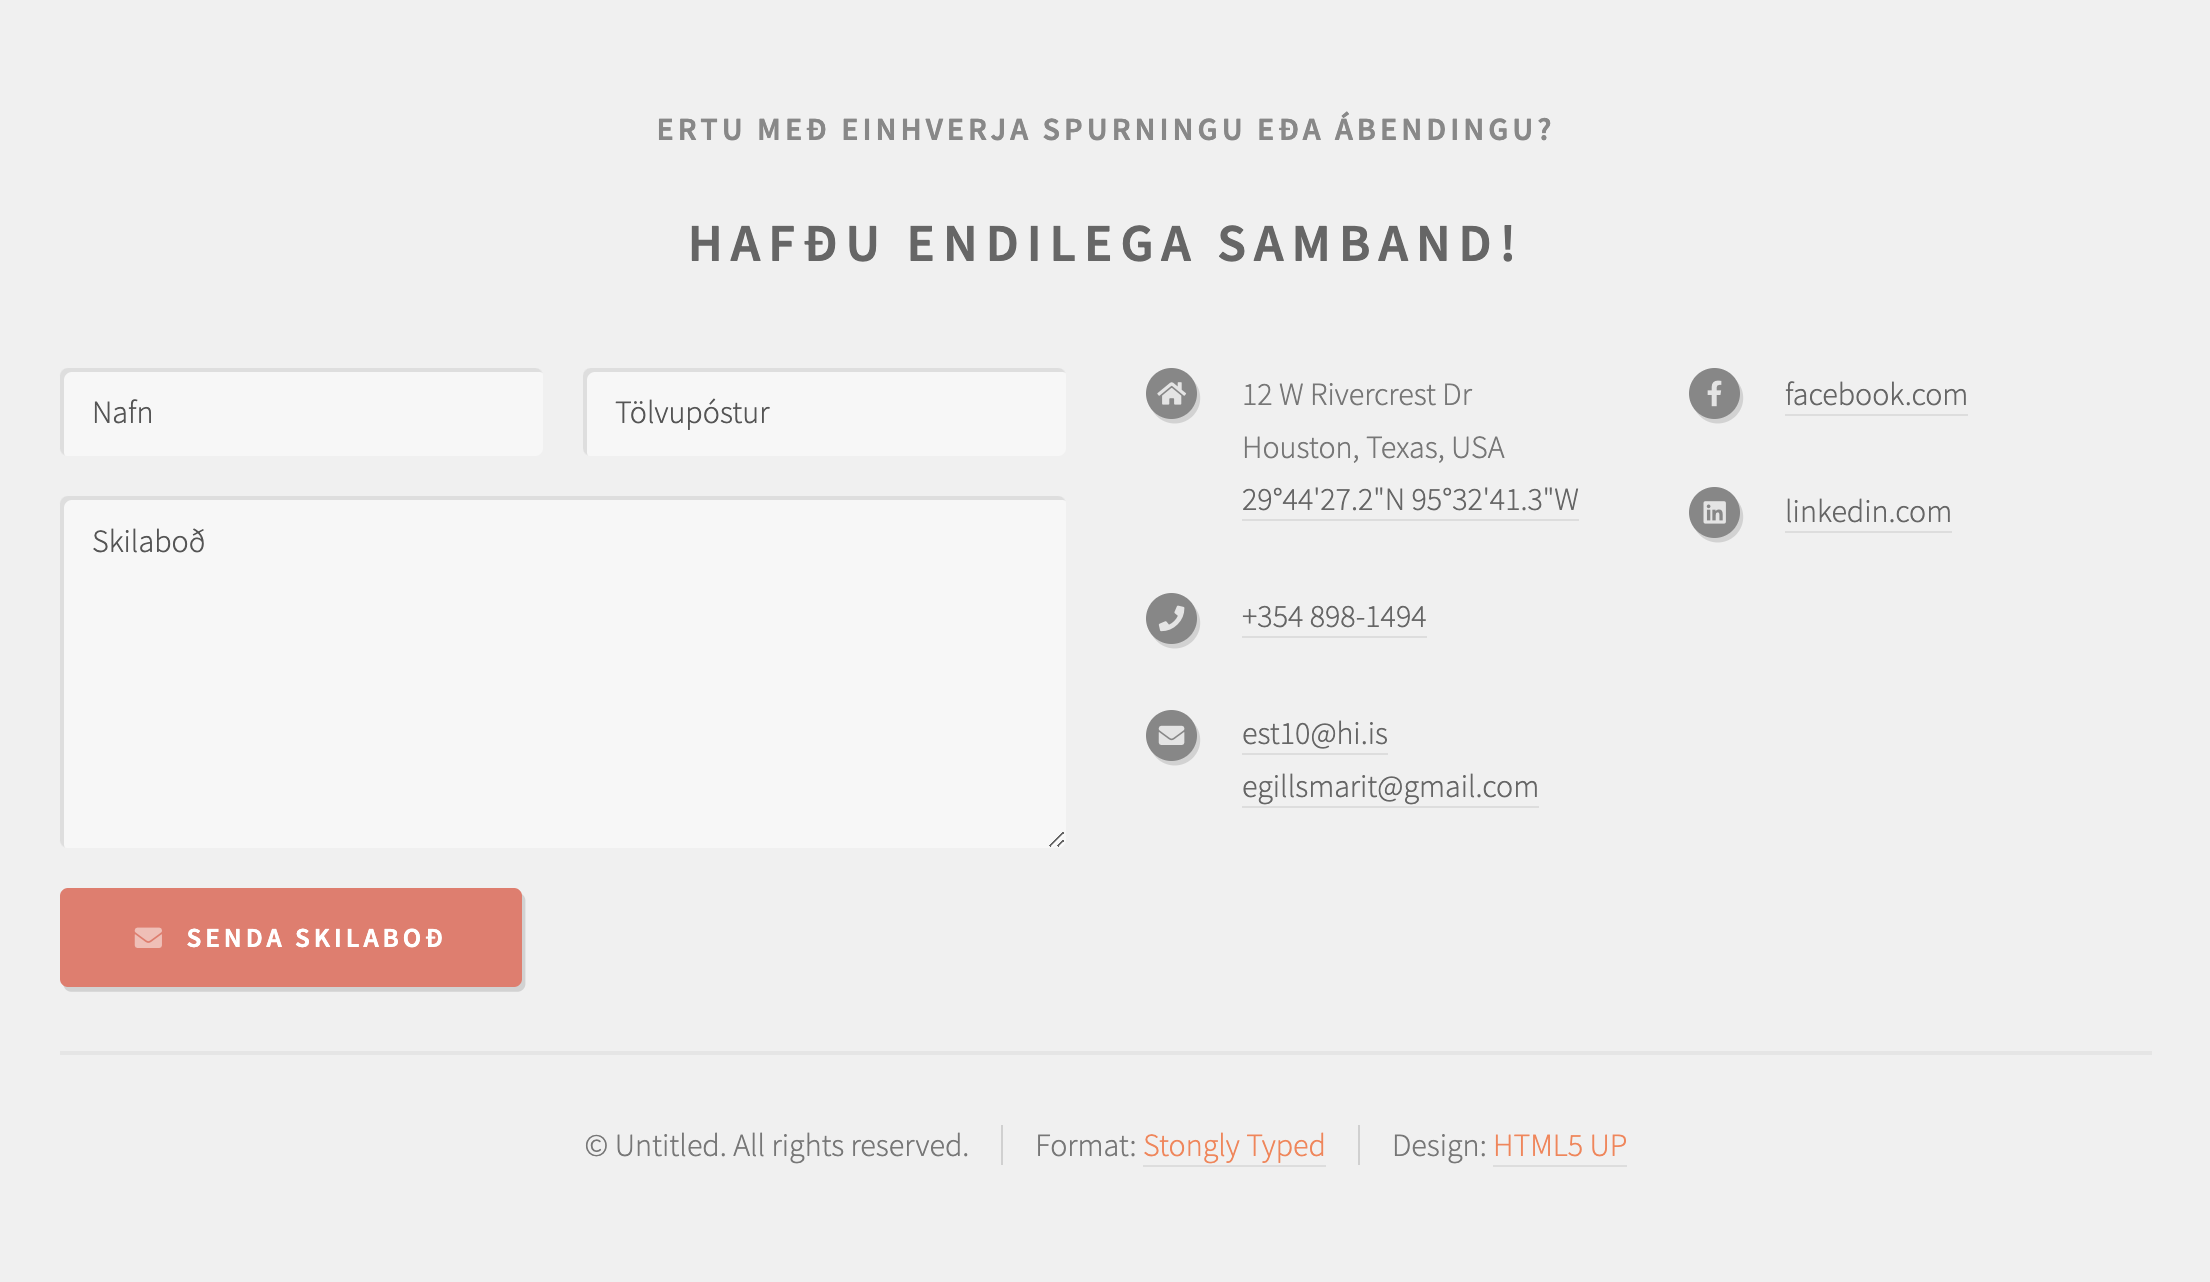 ERTU MEÐ EINHVERJA SPURNINGU EÐA ÁBENDINGU?
HAFÐU ENDILEGA SAMBAND!
Nafn
Tölvupóstur
Skilaboð
SENDA SKILABOÐ
12 W Rivercrest Dr
Houston, Texas, USA
29°44'27.2"N 95°32'41.3"W
+354 898-1494
est10@hi.is
egillsmarit@gmail.com
facebook.com
linkedin.com
© Untitled. All rights reserved.
Format: Stongly Typed
Design: HTML5 UP